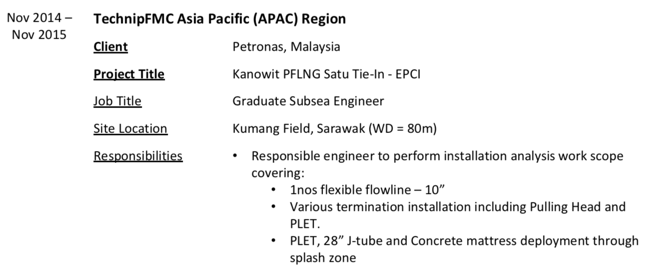 Nov 2014 –
Nov 2015
TechnipFMC Asia Pacific (APAC) Region
Client Petronas, Malaysia
Project Title Kanowit PFLNG Satu Tie-In - EPCI
Job Title Graduate Subsea Engineer
Site Location Kumang Field, Sarawak (WD = 80m)
Responsibilities • Responsible engineer to perform installation analysis work scope
covering:
• 1nos flexible flowline – 10”
• Various termination installation including Pulling Head and
PLET.
• PLET, 28” J-tube and Concrete mattress deployment through
splash zone